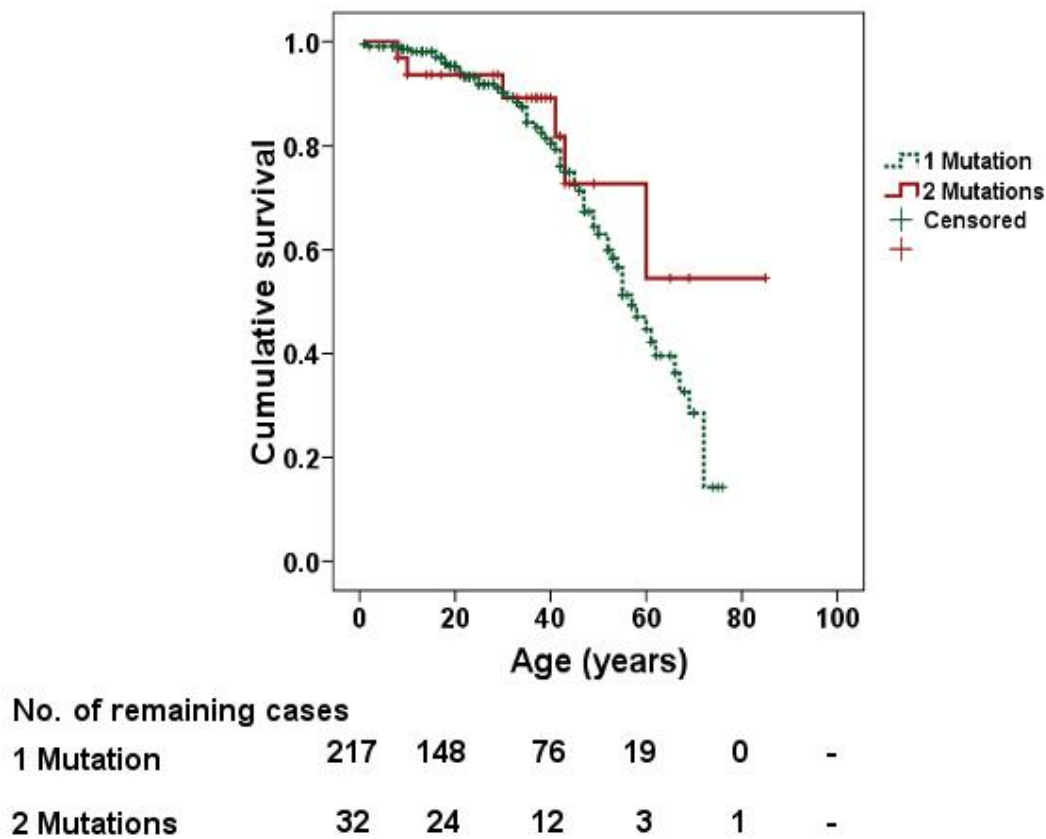 1.0
0.8
0.6
0.4
0.2
0.0
Cumulative survival
0 20 40 60 80 100
Age (years)
1 Mutation
2 Mutations
Censored
No. of remaining cases
1 Mutation 217 148 76 19 0 -
2 Mutations 32 24 12 3 1 -